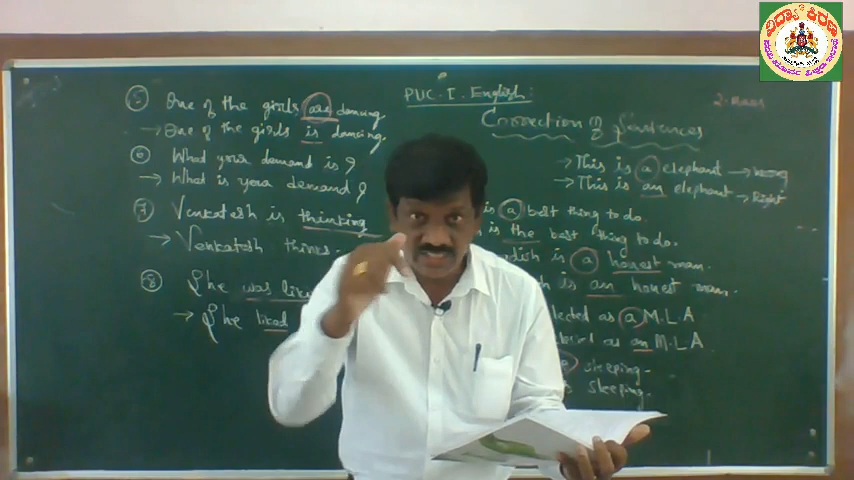 PUC-I-English:
Correction of Sentences
2-Marks
5 One of the girls are dancing
→ One of the girls is dancing.
6 What your demand is ?
→ What is your demand ?
7 Venkatesh is thinking
→ Venkatesh thinks.
8 She was
→ She liked
→ This is a elephant → Wrong
→ This is an elephant → Right
is a best thing to do.
is the best thing to do.
is a honest man.
is an honest man.
as a M.L.A
as an M.L.A
sleeping.
sleeping.
ವಿದ್ಯಾ ಕಿರಣ